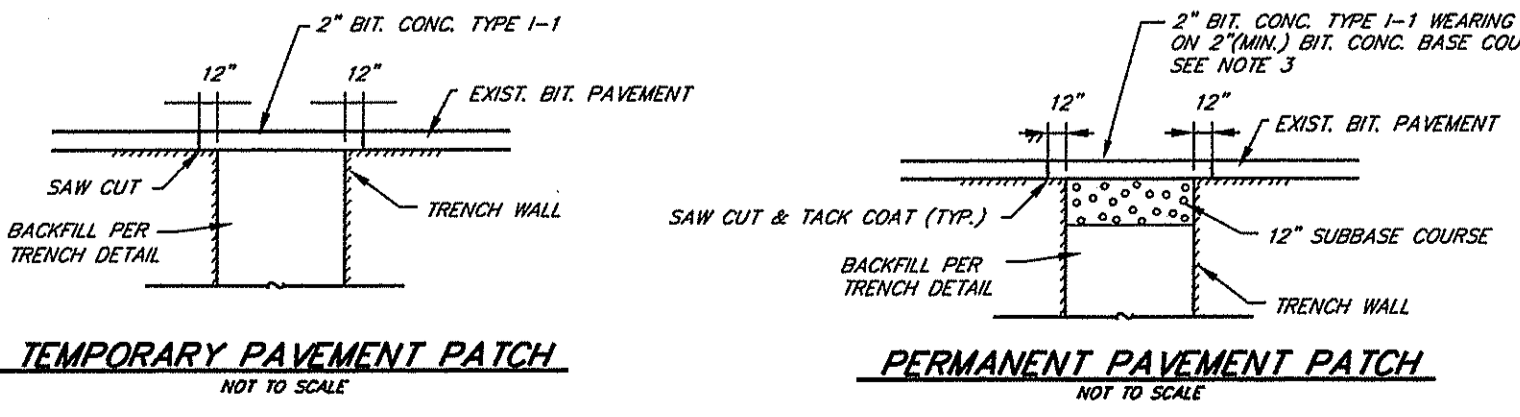 2" BIT. CONC. TYPE I-1
12"
12"
EXIST. BIT. PAVEMENT
SAW CUT
TRENCH WALL
BACKFILL PER
TRENCH DETAIL
TEMPORARY PAVEMENT PATCH
NOT TO SCALE
2" BIT. CONC. TYPE I-1 WEARING
ON 2"(MIN.) BIT. CONC. BASE COU
SEE NOTE 3
12"
12"
EXIST. BIT. PAVEMENT
SAW CUT & TACK COAT (TYP.)
12" SUBBASE COURSE
BACKFILL PER
TRENCH DETAIL
TRENCH WALL
PERMANENT PAVEMENT PATCH
NOT TO SCALE